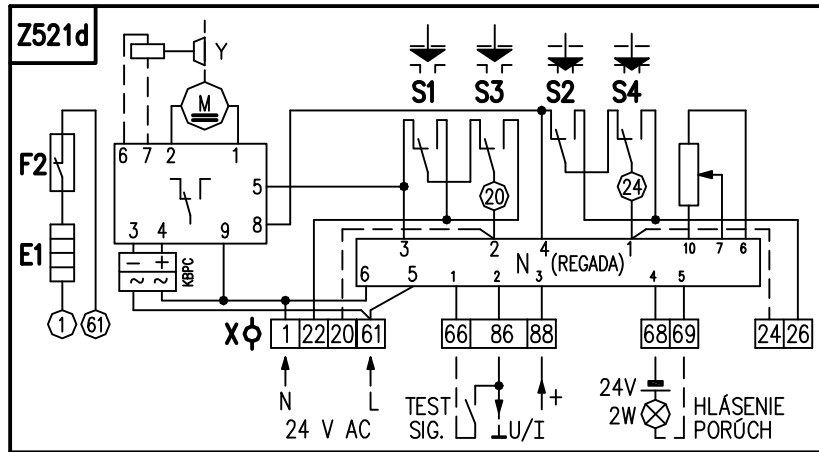 Z521d
Y
M
S1 S3 S2 S4
F2
E1
6 7 2 1
5
8
3 4 9
− +
~ ~
KBPC
20
24
3 2 4 1 10 7 6
N (REGADA)
6 5 1 2 3 4 5
1 61
X 1 22 20 61 66 86 88 68 69 24 26
N L
24 V AC
TEST
SIG.
U/I
+
24V
2W
HLÁSENIE
PORÚCH